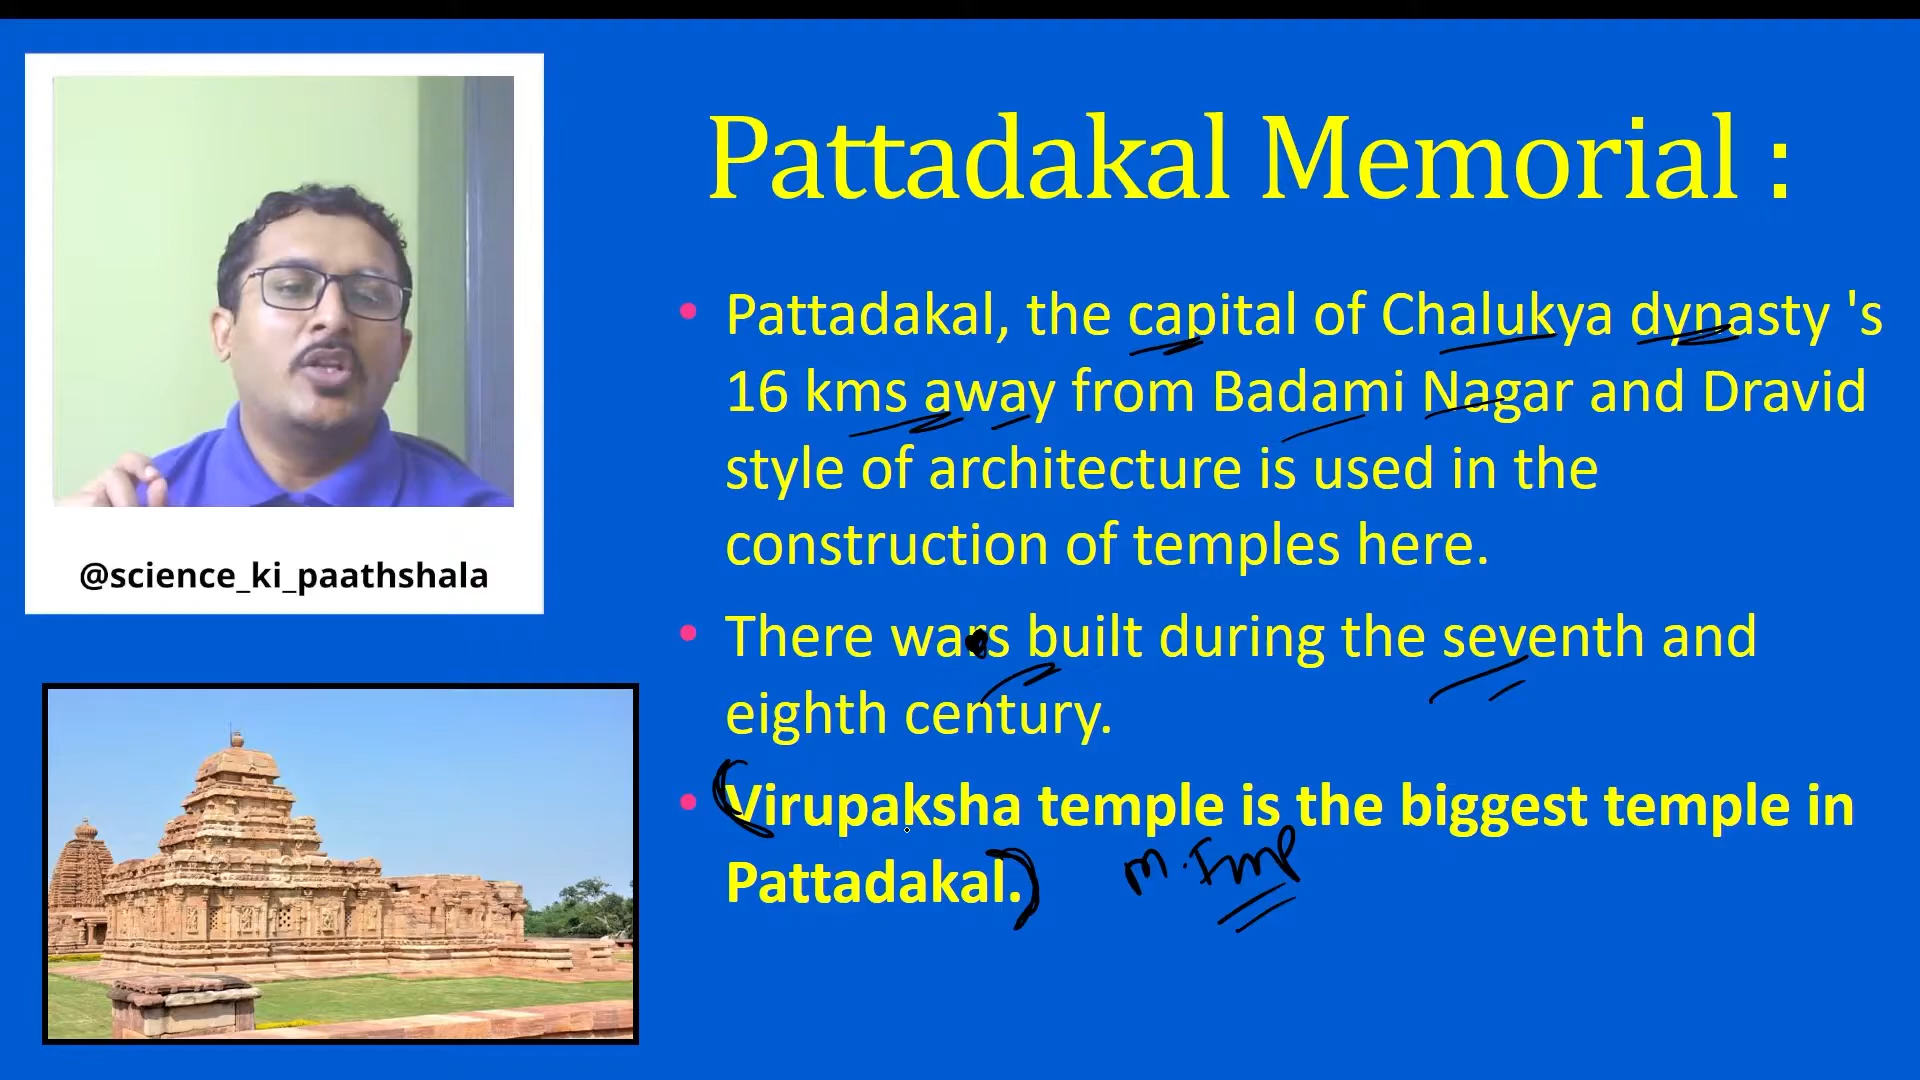 Pattadakal Memorial :
@science_ki_paathshala
• Pattadakal, the capital of Chalukya dynasty 's
16 kms away from Badami Nagar and Dravid
style of architecture is used in the
construction of temples here.
• There wars built during the seventh and
eighth century.
• (Virupaksha temple is the biggest temple in
Pattadakal.)
M. Imp